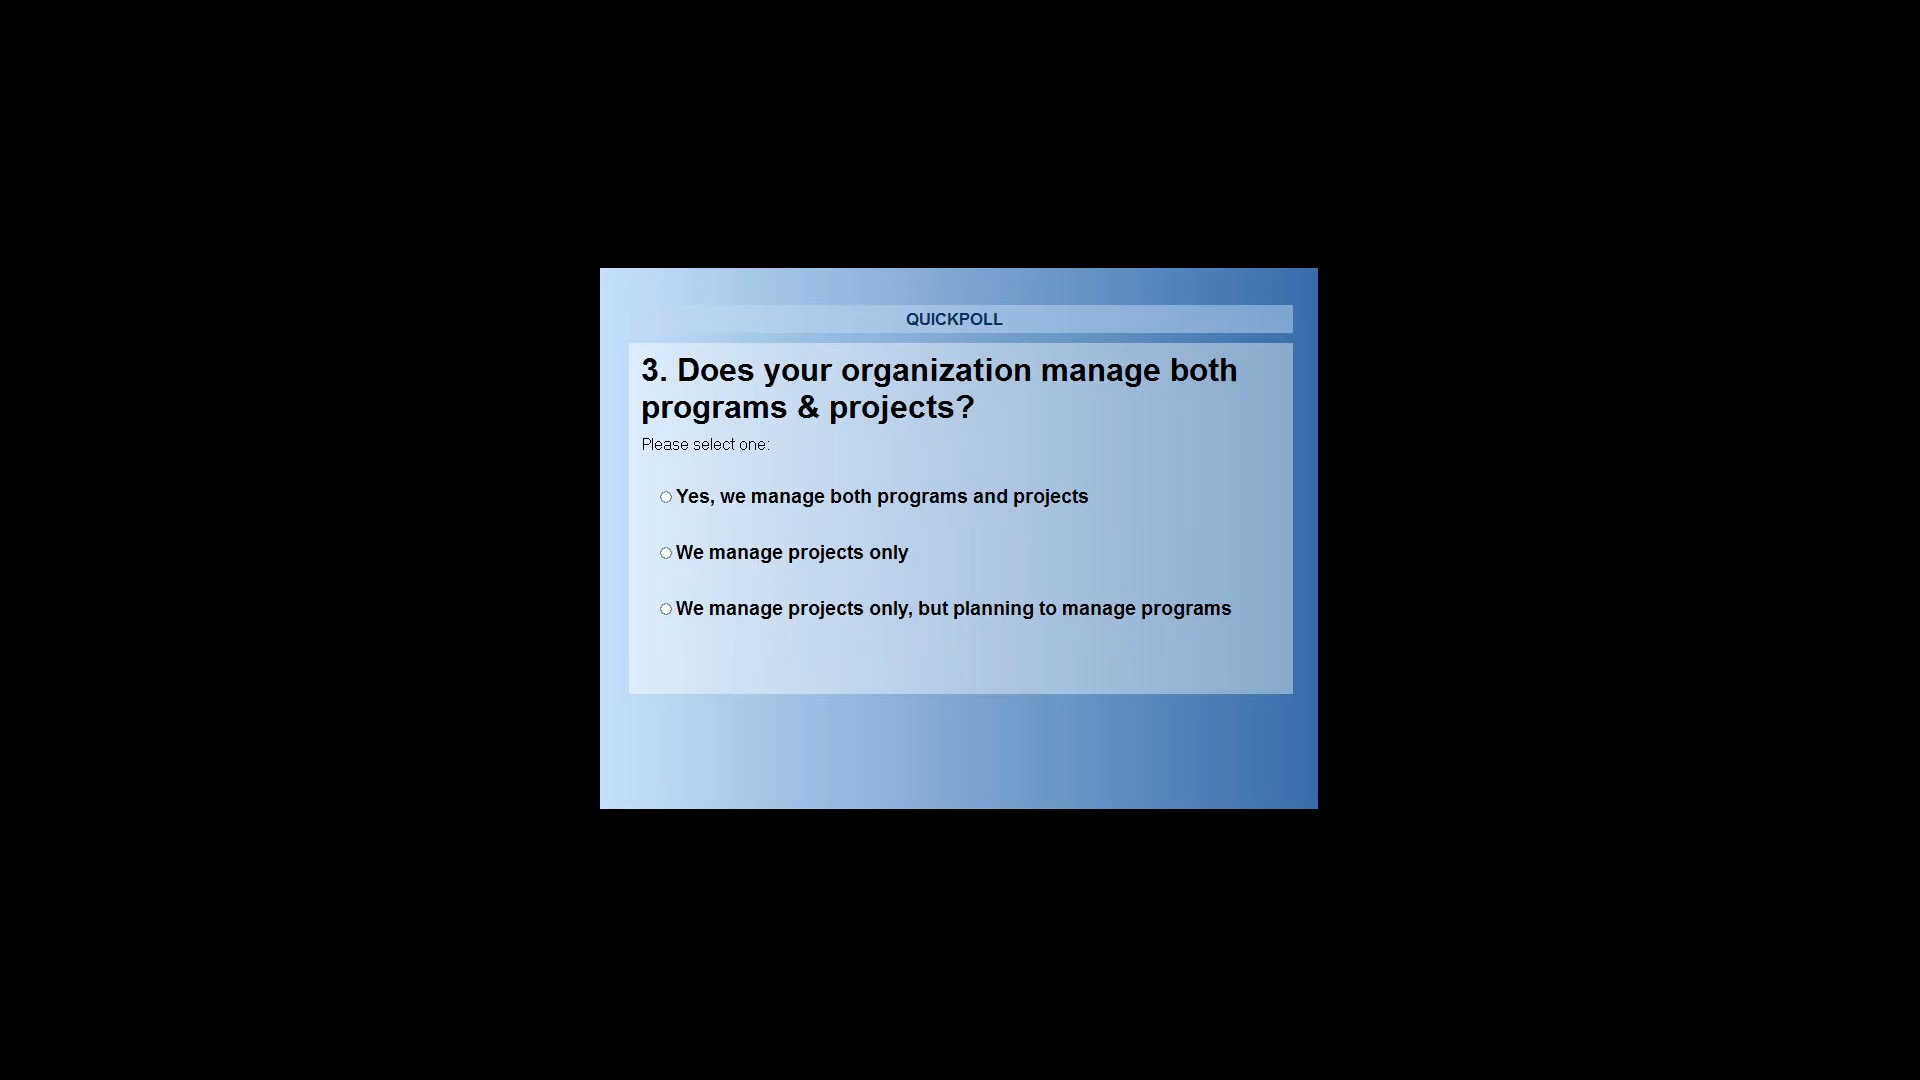 QUICKPOLL
3. Does your organization manage both
programs & projects?
Please select one:
Yes, we manage both programs and projects
We manage projects only
We manage projects only, but planning to manage programs